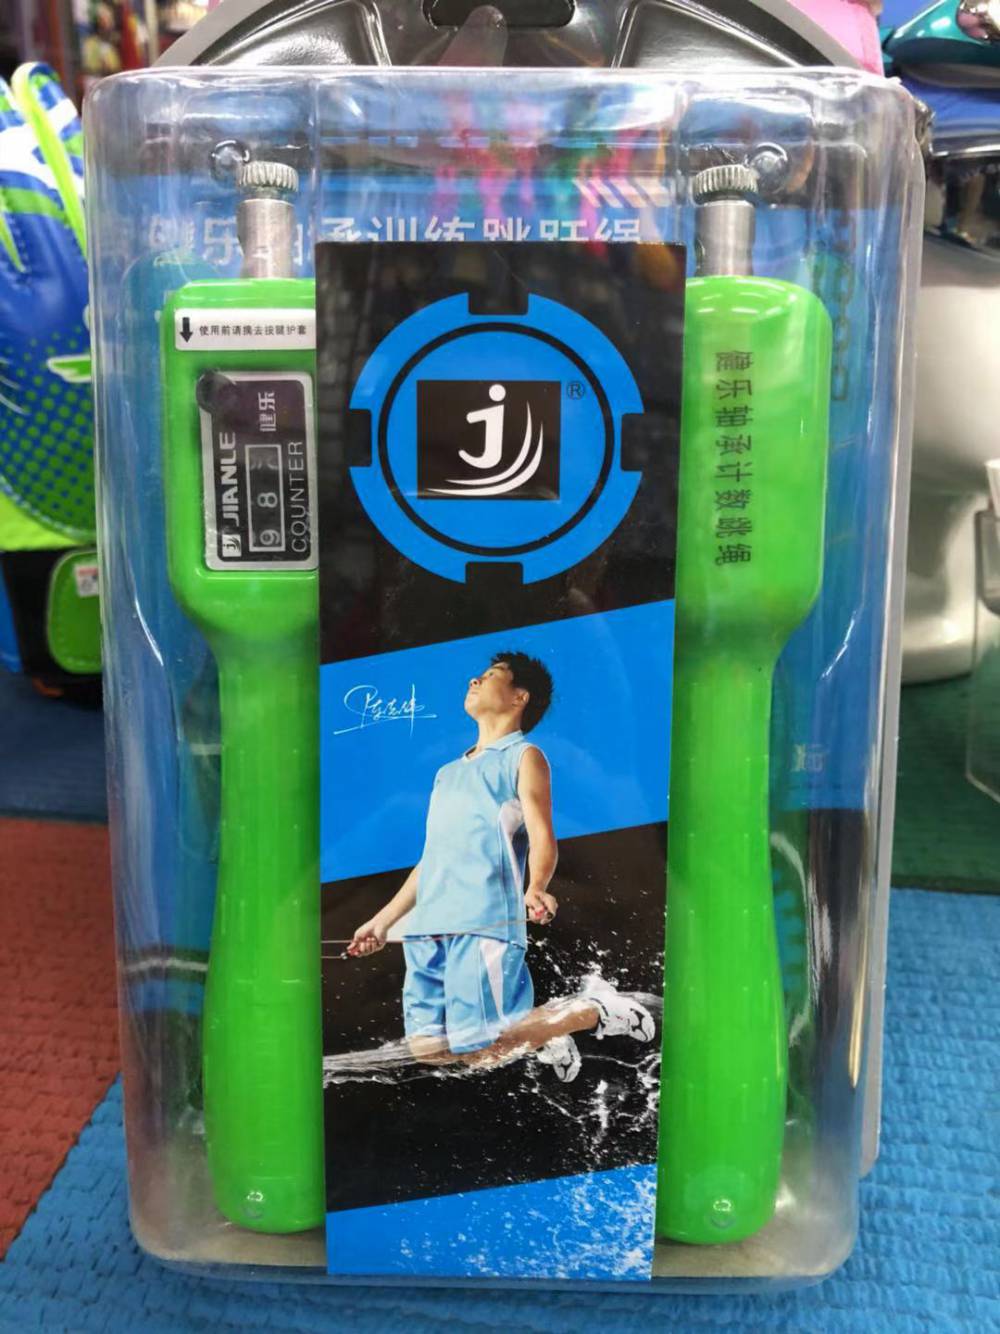 健乐轴承训练跳跃绳
使用前请换去按键护套
JIANLE 健乐
9 8
COUNTER
j
®
健乐轴承计数跳绳